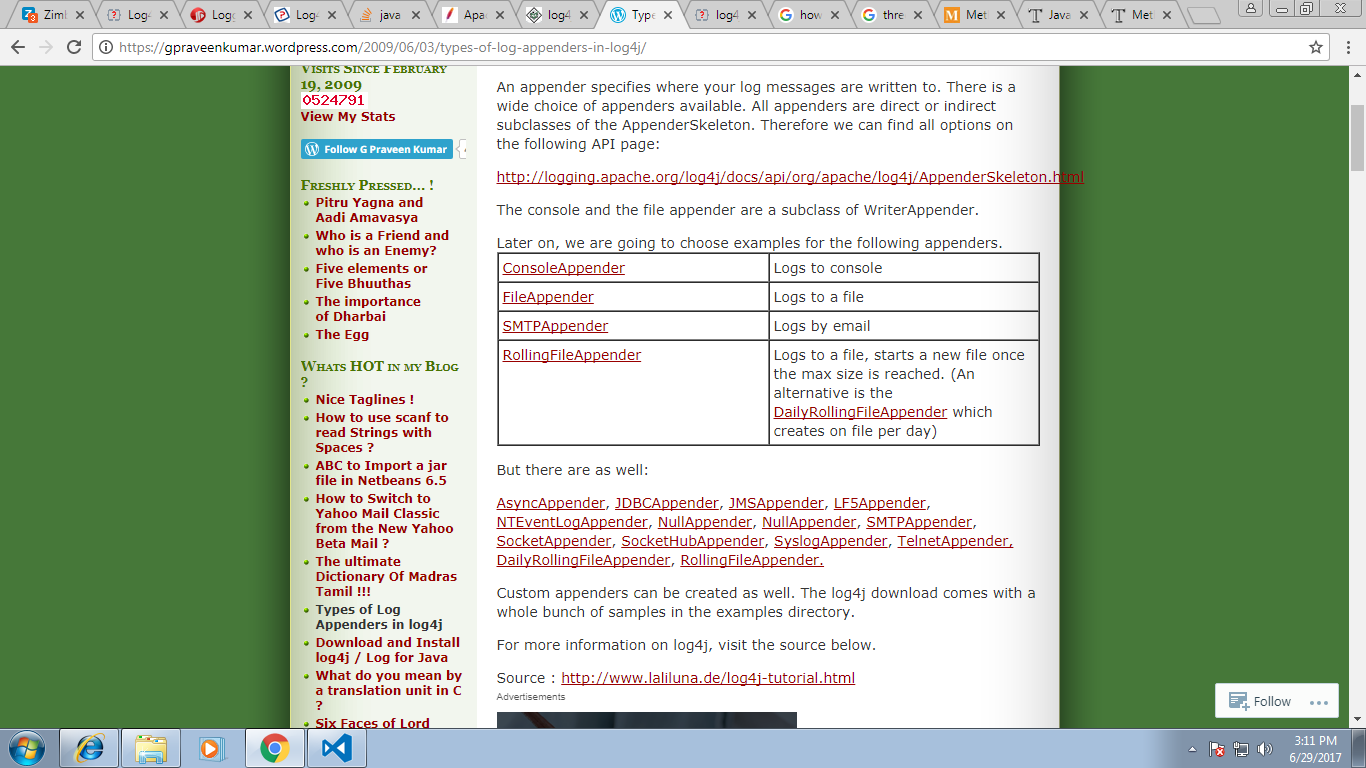 Zimb
Log4
Logg
Log4
java
Apac
log4
Type
log4
how
thre
Met
Java
Met
https://gpraveenkumar.wordpress.com/2009/06/03/types-of-log-appenders-in-log4j/
Visits Since February
19, 2009
0524791
View My Stats
Follow G Praveen Kumar
Freshly Pressed... !
Pitru Yagna and
Aadi Amavasya
Who is a Friend and
who is an Enemy?
Five elements or
Five Bhuuthas
The importance
of Dharbai
The Egg
Whats HOT in my Blog
?
Nice Taglines !
How to use scanf to
read Strings with
Spaces ?
ABC to Import a jar
file in Netbeans 6.5
How to Switch to
Yahoo Mail Classic
from the New Yahoo
Beta Mail ?
The ultimate
Dictionary Of Madras
Tamil !!!
Types of Log
Appenders in log4j
Download and Install
log4j / Log for Java
What do you mean by
a translation unit in C
?
Six Faces of Lord
An appender specifies where your log messages are written to. There is a
wide choice of appenders available. All appenders are direct or indirect
subclasses of the AppenderSkeleton. Therefore we can find all options on
the following API page:
http://logging.apache.org/log4j/docs/api/org/apache/log4j/AppenderSkeleton.html
The console and the file appender are a subclass of WriterAppender.
Later on, we are going to choose examples for the following appenders.
ConsoleAppender Logs to console
FileAppender Logs to a file
SMTPAppender Logs by email
RollingFileAppender Logs to a file, starts a new file once
the max size is reached. (An
alternative is the
DailyRollingFileAppender which
creates on file per day)
But there are as well:
AsyncAppender, JDBCAppender, JMSAppender, LF5Appender,
NTEventLogAppender, NullAppender, NullAppender, SMTPAppender,
SocketAppender, SocketHubAppender, SyslogAppender, TelnetAppender,
DailyRollingFileAppender, RollingFileAppender.
Custom appenders can be created as well. The log4j download comes with a
whole bunch of samples in the examples directory.
For more information on log4j, visit the source below.
Source : http://www.laliluna.de/log4j-tutorial.html
Advertisements
Follow
3:11 PM
6/29/2017